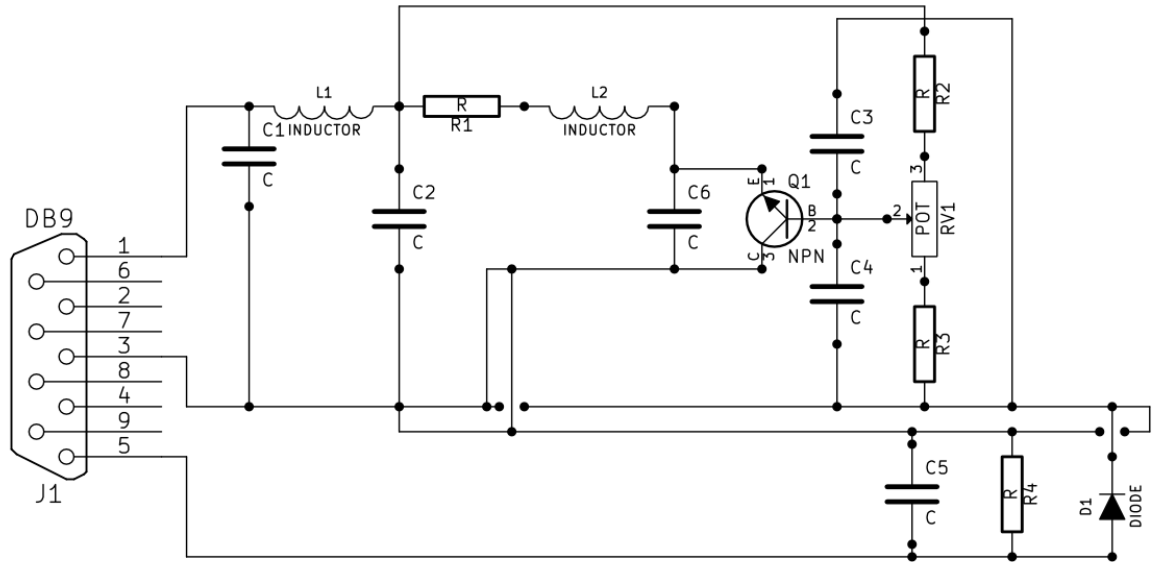 L1
INDUCTOR
C1
C
R
R1
L2
INDUCTOR
C2
C
C6
C
E
1
Q1
B
2
C
3
NPN
C3
C
C4
C
R
R2
3
2
POT
RV1
1
R
R3
DB9
1
6
2
7
3
8
4
9
5
J1
C5
C
R
R4
D1
DIODE